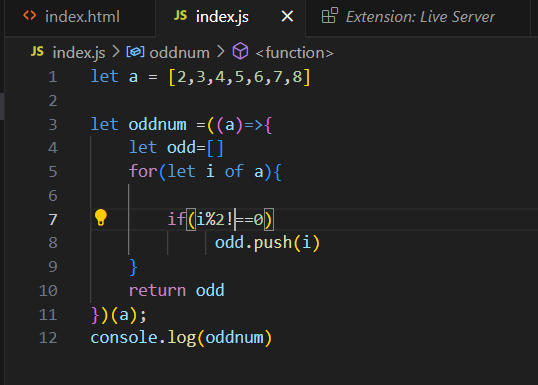 index.html
JS index.js
Extension: Live Server
JS index.js > oddnum > <function>
1 let a = [2,3,4,5,6,7,8]
2
3 let oddnum =((a)=>{
4 let odd=[]
5 for(let i of a){
6
7 if(i%2!==0)
8 odd.push(i)
9 }
10 return odd
11 })(a);
12 console.log(oddnum)